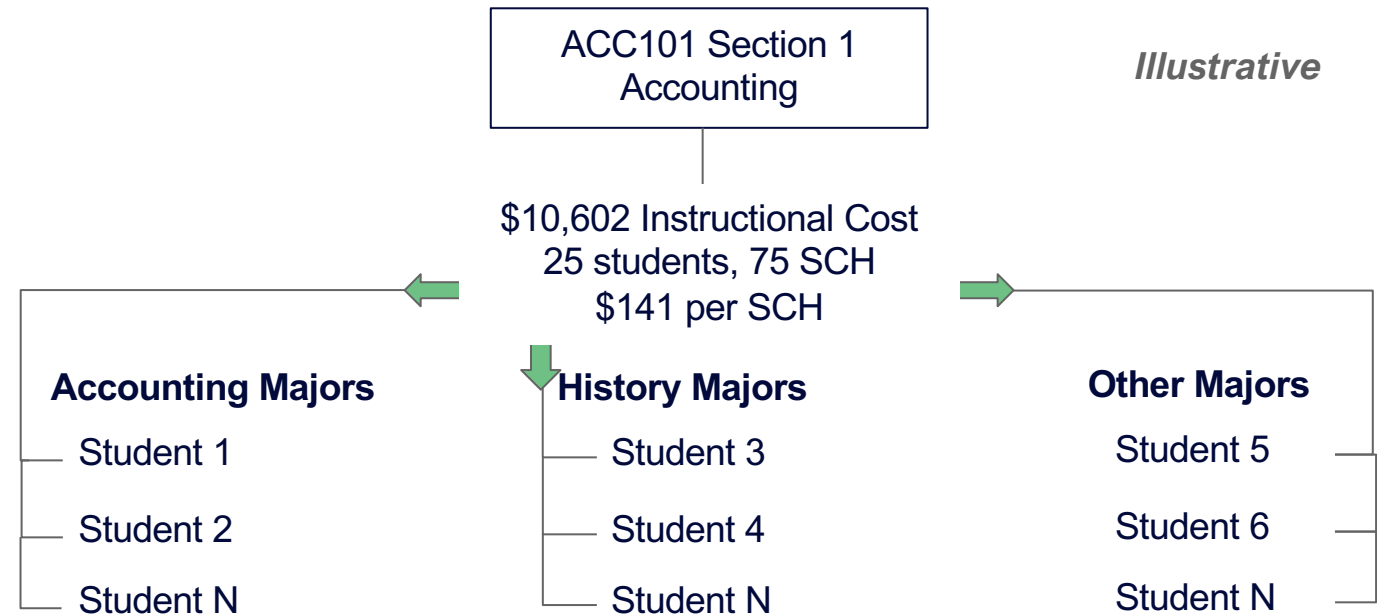 ACC101 Section 1
Accounting
Illustrative
$10,602 Instructional Cost
25 students, 75 SCH
$141 per SCH
Accounting Majors
Student 1
Student 2
Student N
History Majors
Student 3
Student 4
Student N
Other Majors
Student 5
Student 6
Student N